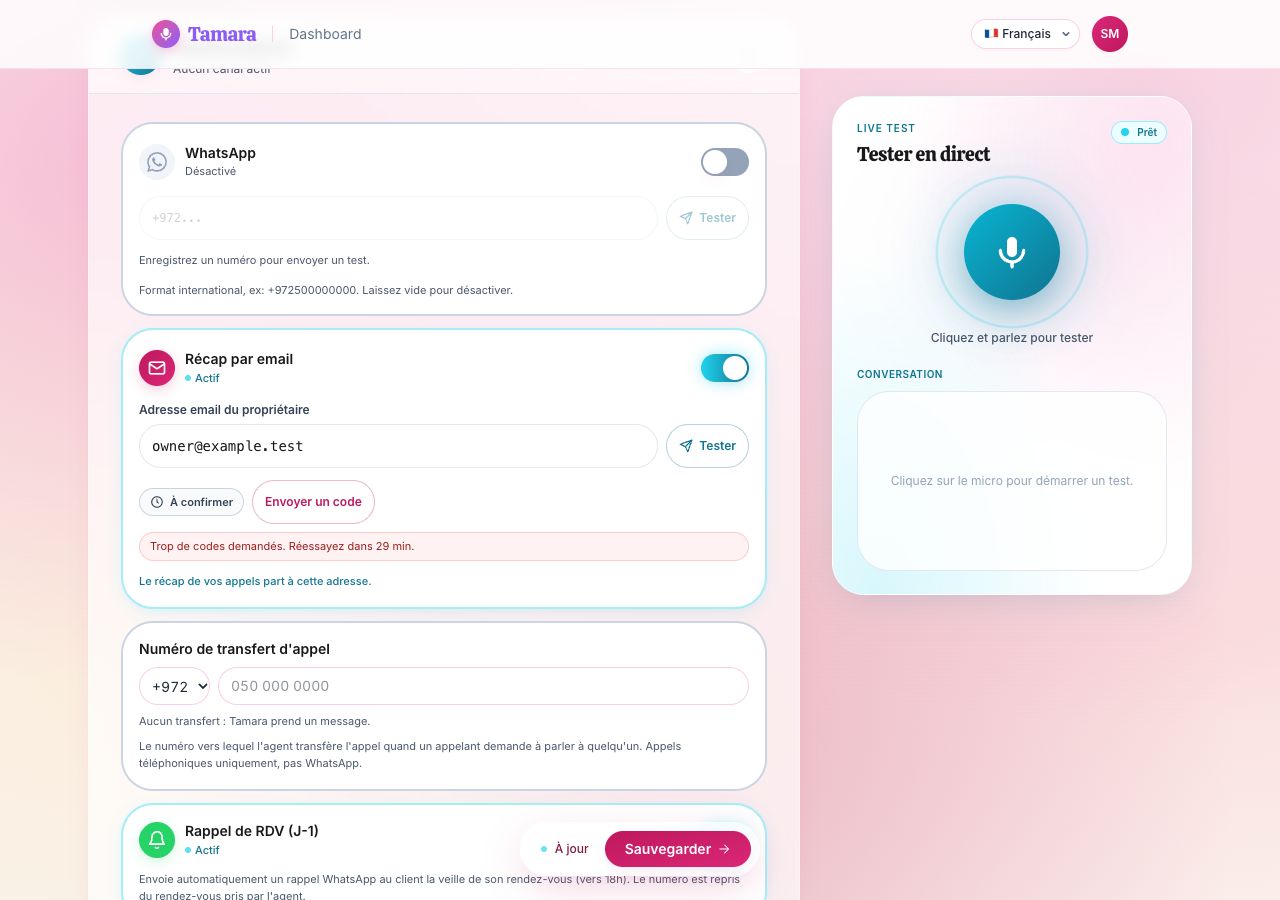 Tamara
Dashboard
🇫🇷 Français
SM
Aucun canal actif
WhatsApp
Désactivé
+972...
Tester
Enregistrez un numéro pour envoyer un test.
Format international, ex: +972500000000. Laissez vide pour désactiver.
Récap par email
Actif
Adresse email du propriétaire
owner@example.test
Tester
À confirmer
Envoyer un code
Trop de codes demandés. Réessayez dans 29 min.
Le récap de vos appels part à cette adresse.
Numéro de transfert d'appel
+972
050 000 0000
Aucun transfert : Tamara prend un message.
Le numéro vers lequel l'agent transfère l'appel quand un appelant demande à parler à quelqu'un. Appels
téléphoniques uniquement, pas WhatsApp.
Rappel de RDV (J-1)
Actif
À jour
Sauvegarder
Envoie automatiquement un rappel WhatsApp au client la veille de son rendez-vous (vers 18h). Le numéro est repris
du rendez-vous pris par l'agent.
LIVE TEST
Prêt
Tester en direct
Cliquez et parlez pour tester
CONVERSATION
Cliquez sur le micro pour démarrer un test.